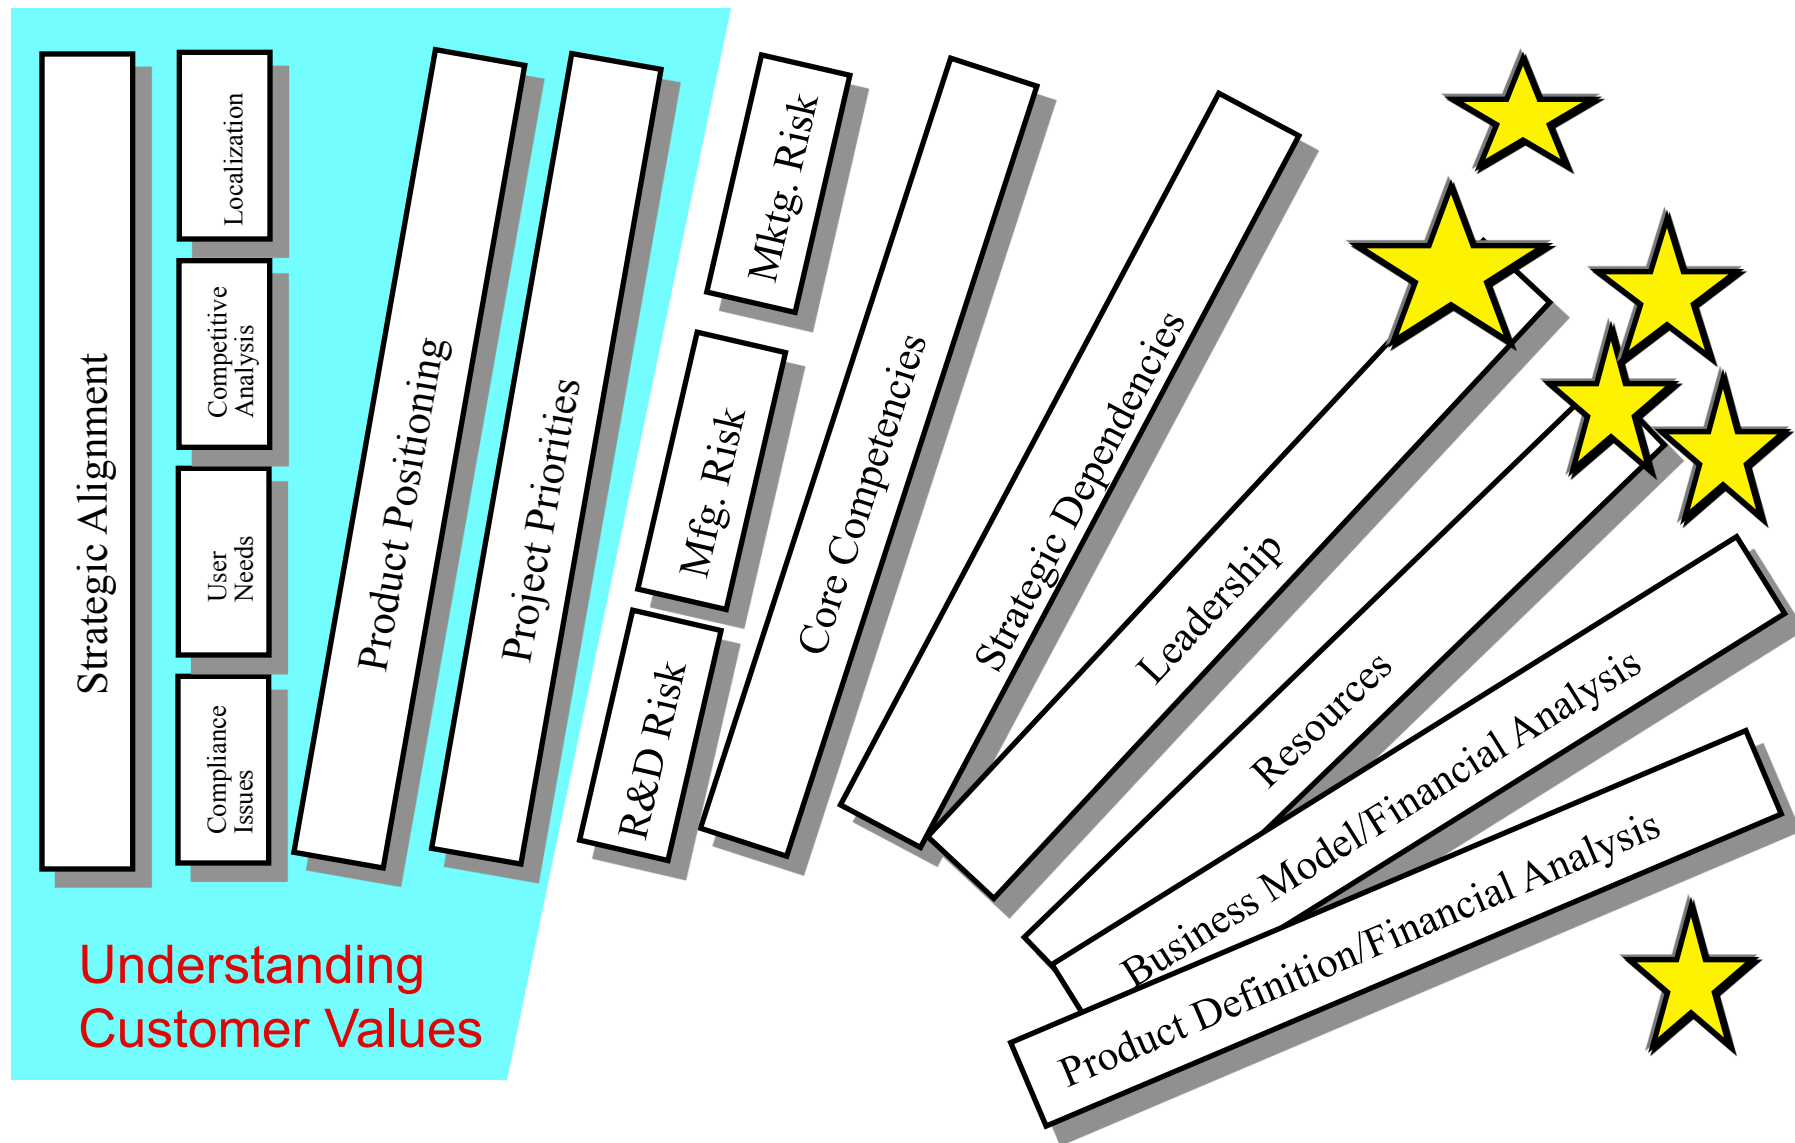 Strategic Alignment
Localization
Competitive
Analysis
User
Needs
Compliance
Issues
Product Positioning
Project Priorities
Mktg. Risk
Mfg. Risk
R&D Risk
Core Competencies
Strategic Dependencies
Leadership
Resources
Business Model/Financial Analysis
Product Definition/Financial Analysis
Understanding
Customer Values